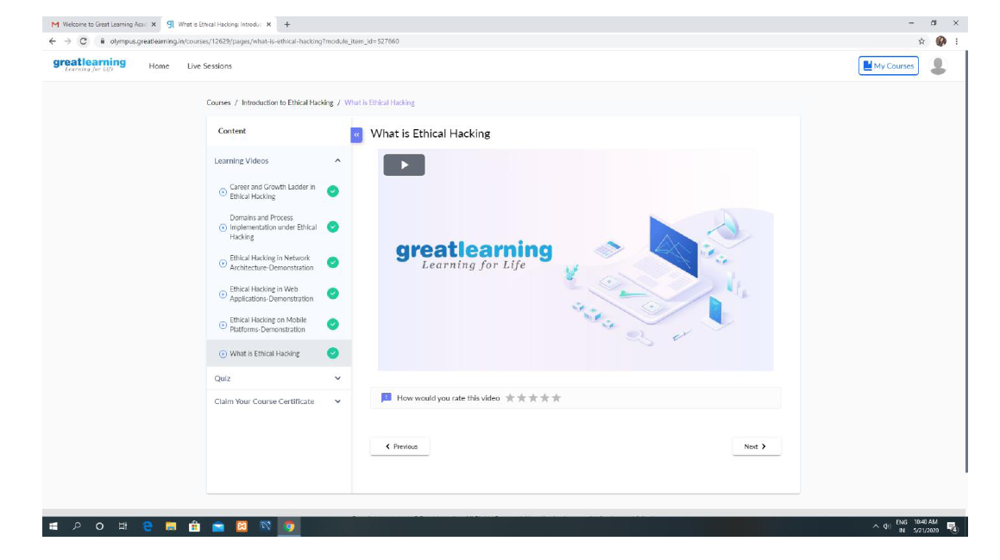 Welcome to Great Learning Acad
What is Ethical Hacking: Introduc
olympus.greatlearning.in/courses/12629/pages/what-is-ethical-hacking?module_item_id=527660
greatlearning
Learning for Life
Home
Live Sessions
My Courses
Courses / Introduction to Ethical Hacking / What is Ethical Hacking
Content
Learning Videos
Career and Growth Ladder in
Ethical Hacking
Domains and Process
Implementation under Ethical
Hacking
Ethical Hacking in Network
Architecture-Demonstration
Ethical Hacking in Web
Applications-Demonstration
Ethical Hacking on Mobile
Platforms-Demonstration
What is Ethical Hacking
Quiz
Claim Your Course Certificate
What is Ethical Hacking
greatlearning
Learning for Life
How would you rate this video
Previous
Next
ENG
IN
10:40 AM
5/21/2020